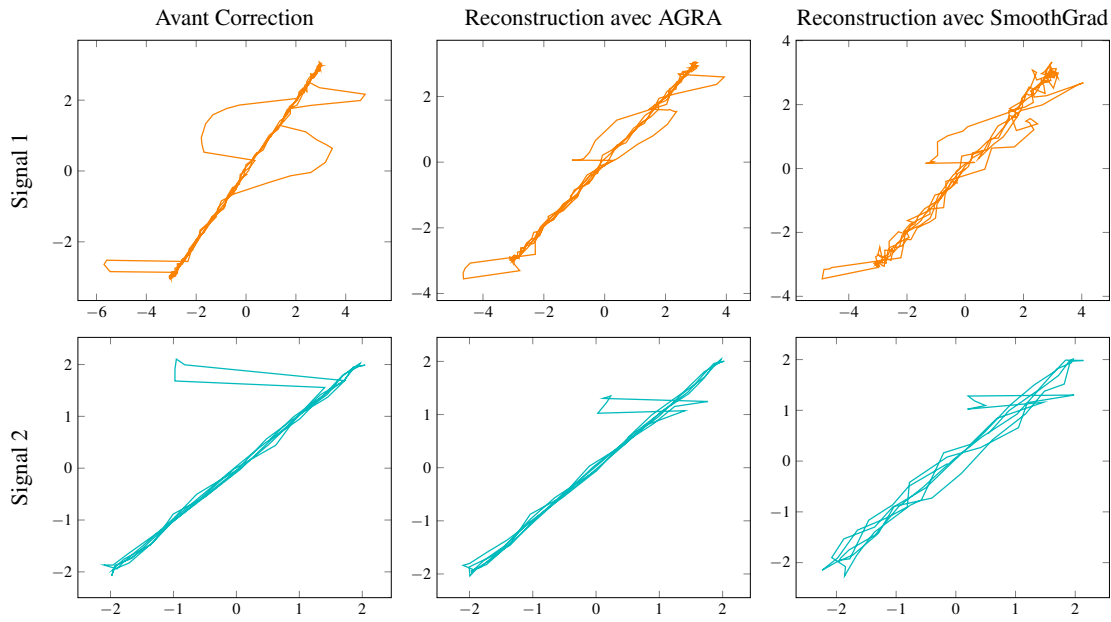 Avant Correction
Reconstruction avec AGRA
Reconstruction avec SmoothGrad
Signal 1
2
0
−2
−6 −4 −2 0 2 4
2
0
−2
−4
−4 −2 0 2 4
4
2
0
−2
−4
−4 −2 0 2 4
Signal 2
2
1
0
−1
−2
−2 −1 0 1 2
2
1
0
−1
−2
−2 −1 0 1 2
2
1
0
−1
−2
−2 −1 0 1 2